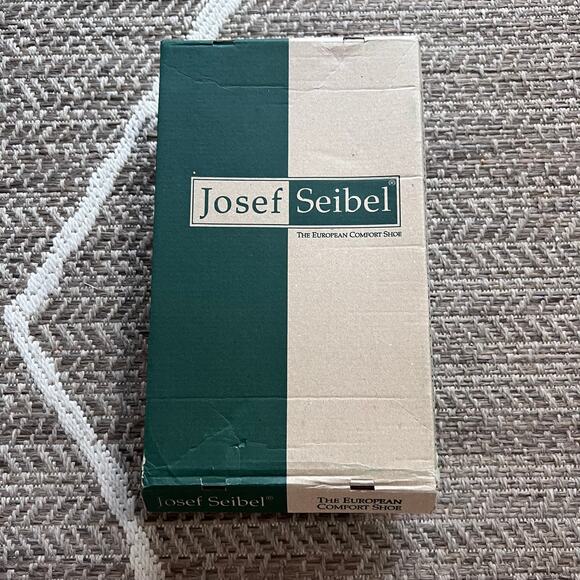 Josef Seibel®
The European Comfort Shoe
Josef Seibel®
The European
Comfort Shoe